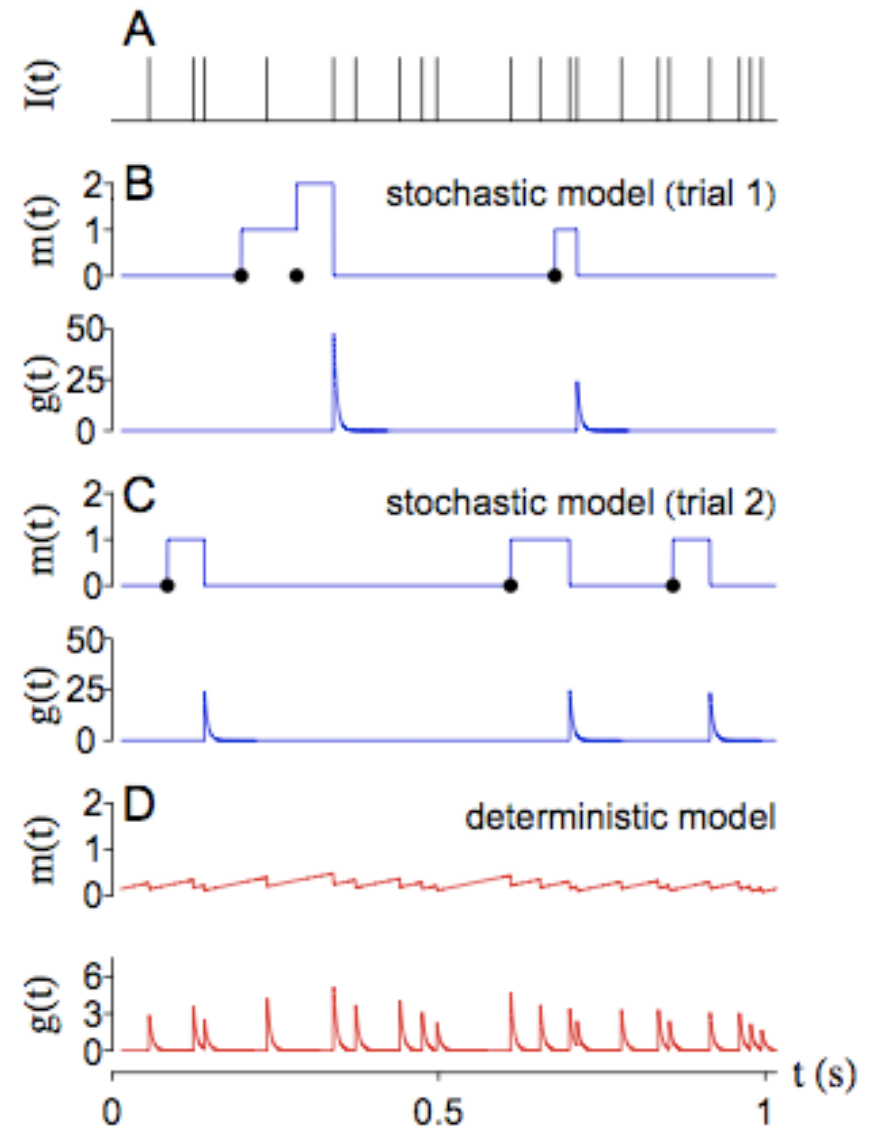 A
I(t)
B
stochastic model (trial 1)
m(t)
2
1
0
g(t)
50
25
0
C
stochastic model (trial 2)
m(t)
2
1
0
g(t)
50
25
0
D
deterministic model
m(t)
2
1
0
g(t)
6
3
0
t (s)
0 0.5 1